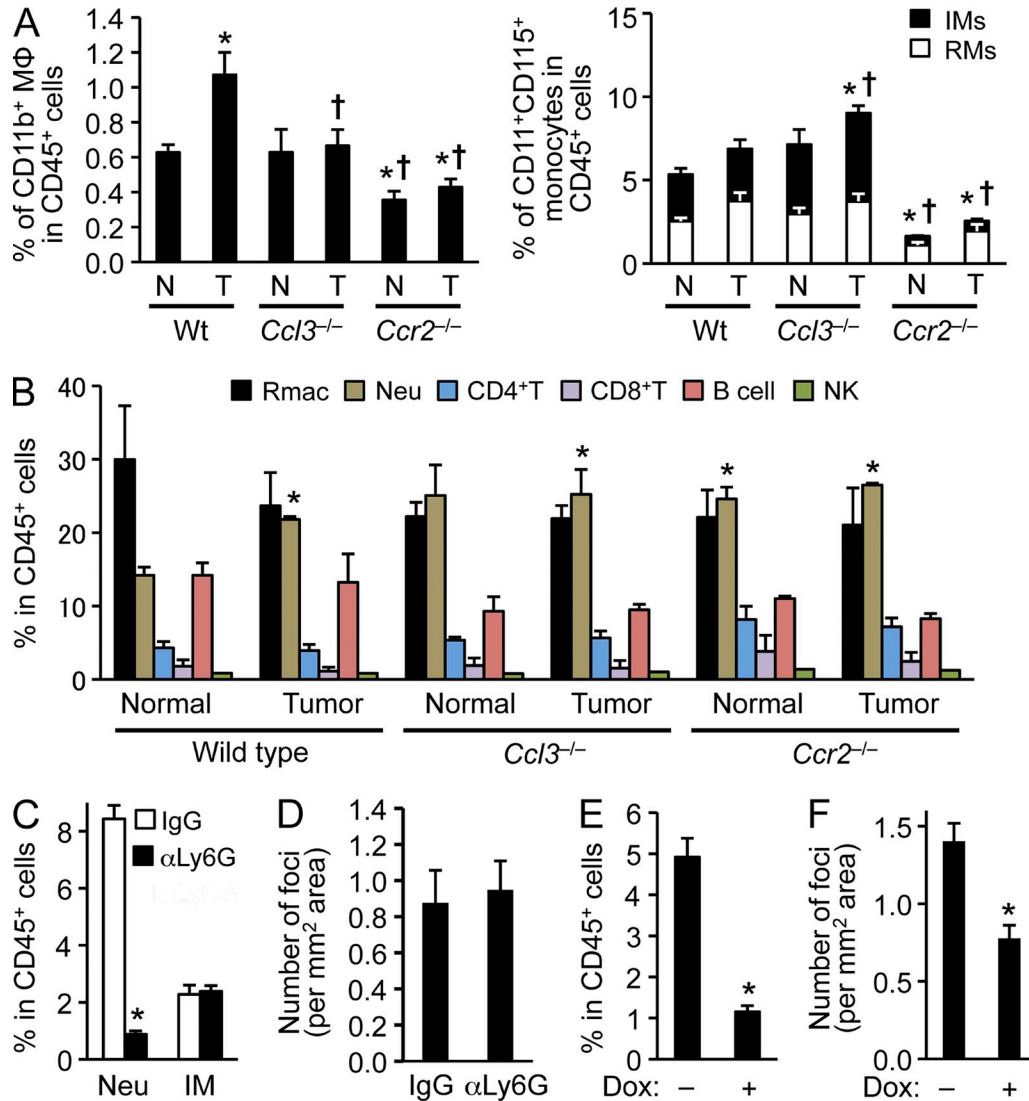 A
% of CD11b⁺ MΦ
in CD45⁺ cells
1.4
1.2
1.0
0.8
0.6
0.4
0.2
0.0
*
†
*†
*†
N T N T N T
Wt Ccl3⁻/⁻ Ccr2⁻/⁻
% of CD11⁺CD115⁺
monocytes in
CD45⁺ cells
15
10
5
0
IMs
RMs
*†
*†
*†
N T N T N T
Wt Ccl3⁻/⁻ Ccr2⁻/⁻
B
% in CD45⁺ cells
40
30
20
10
0
Rmac Neu CD4⁺T CD8⁺T B cell NK
* * * *
Normal Tumor Normal Tumor Normal Tumor
Wild type Ccl3⁻/⁻ Ccr2⁻/⁻
C
% in CD45⁺ cells
8
6
4
2
0
IgG
αLy6G
*
Neu IM
D
Number of foci
(per mm² area)
1.4
1.2
1.0
0.8
0.6
0.4
0.2
0.0
IgG αLy6G
E
% in CD45⁺ cells
6
5
4
3
2
1
0
*
Dox: – +
F
Number of foci
(per mm² area)
1.5
1.0
0.5
0.0
*
Dox: – +